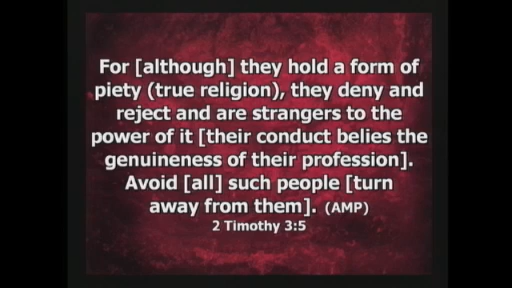 For [although] they hold a form of
piety (true religion), they deny and
reject and are strangers to the
power of it [their conduct belies the
genuineness of their profession].
Avoid [all] such people [turn
away from them]. (AMP)
2 Timothy 3:5